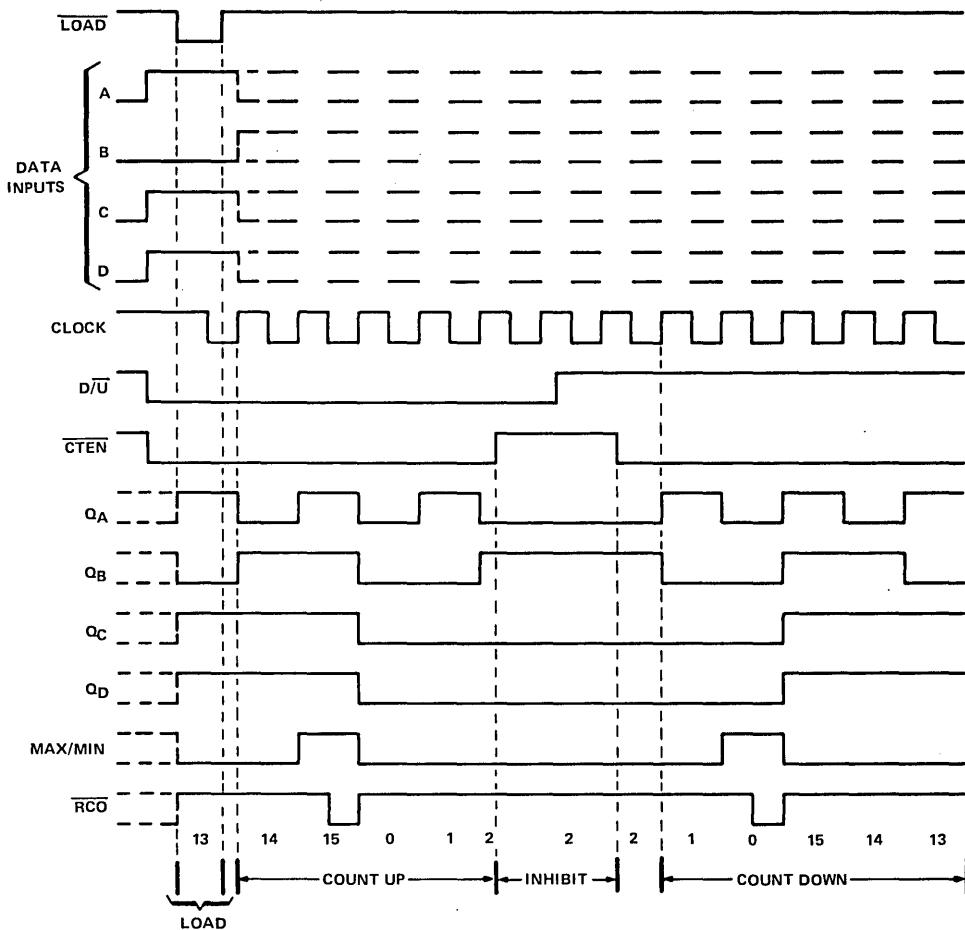 LOAD
A
B
DATA
INPUTS
C
D
CLOCK
D/U
CTEN
QA
QB
QC
QD
MAX/MIN
RCO
13 14 15 0 1 2 2 2 1 0 15 14 13
COUNT UP INHIBIT COUNT DOWN
LOAD